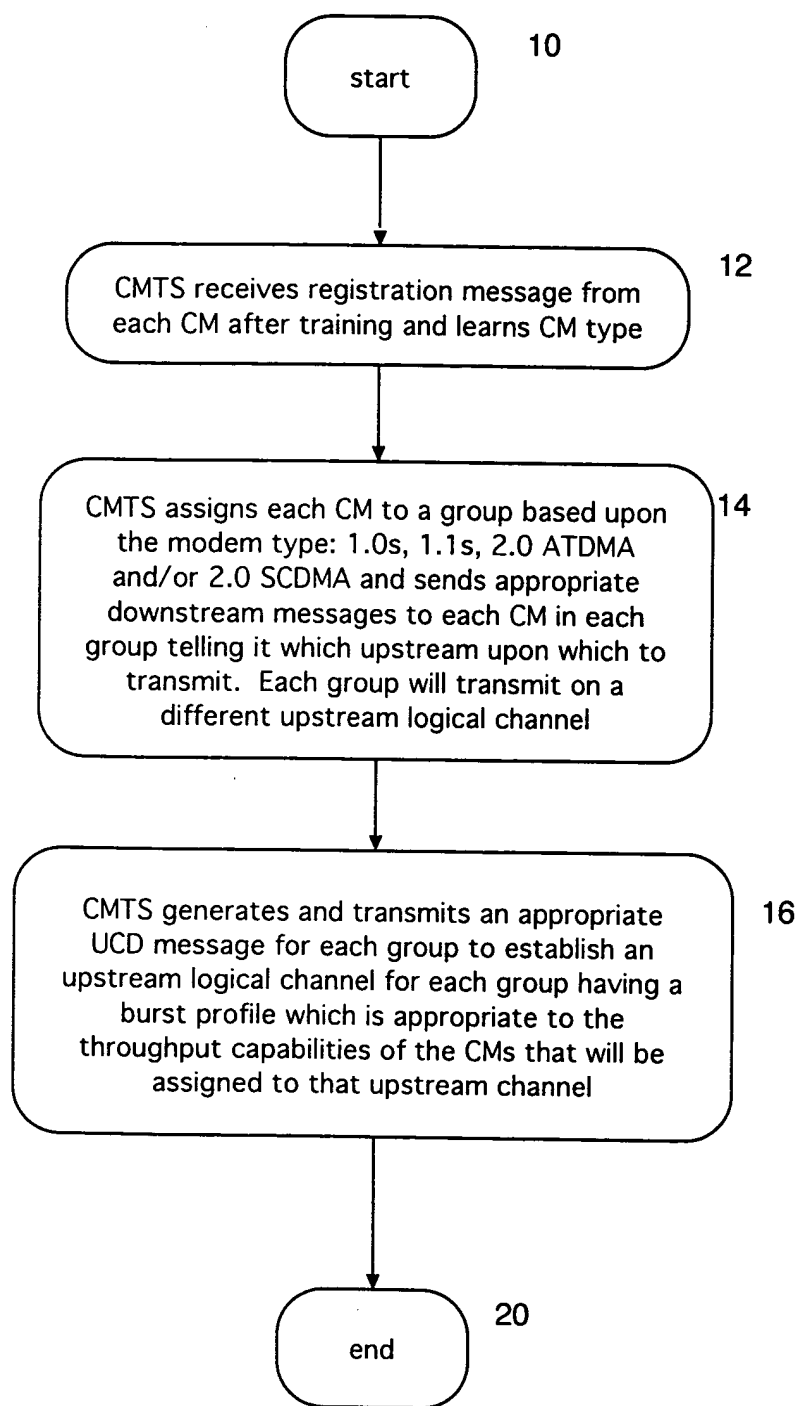 10
start
12
CMTS receives registration message from
each CM after training and learns CM type
14
CMTS assigns each CM to a group based upon
the modem type: 1.0s, 1.1s, 2.0 ATDMA
and/or 2.0 SCDMA and sends appropriate
downstream messages to each CM in each
group telling it which upstream upon which to
transmit. Each group will transmit on a
different upstream logical channel
16
CMTS generates and transmits an appropriate
UCD message for each group to establish an
upstream logical channel for each group having a
burst profile which is appropriate to the
throughput capabilities of the CMs that will be
assigned to that upstream channel
20
end